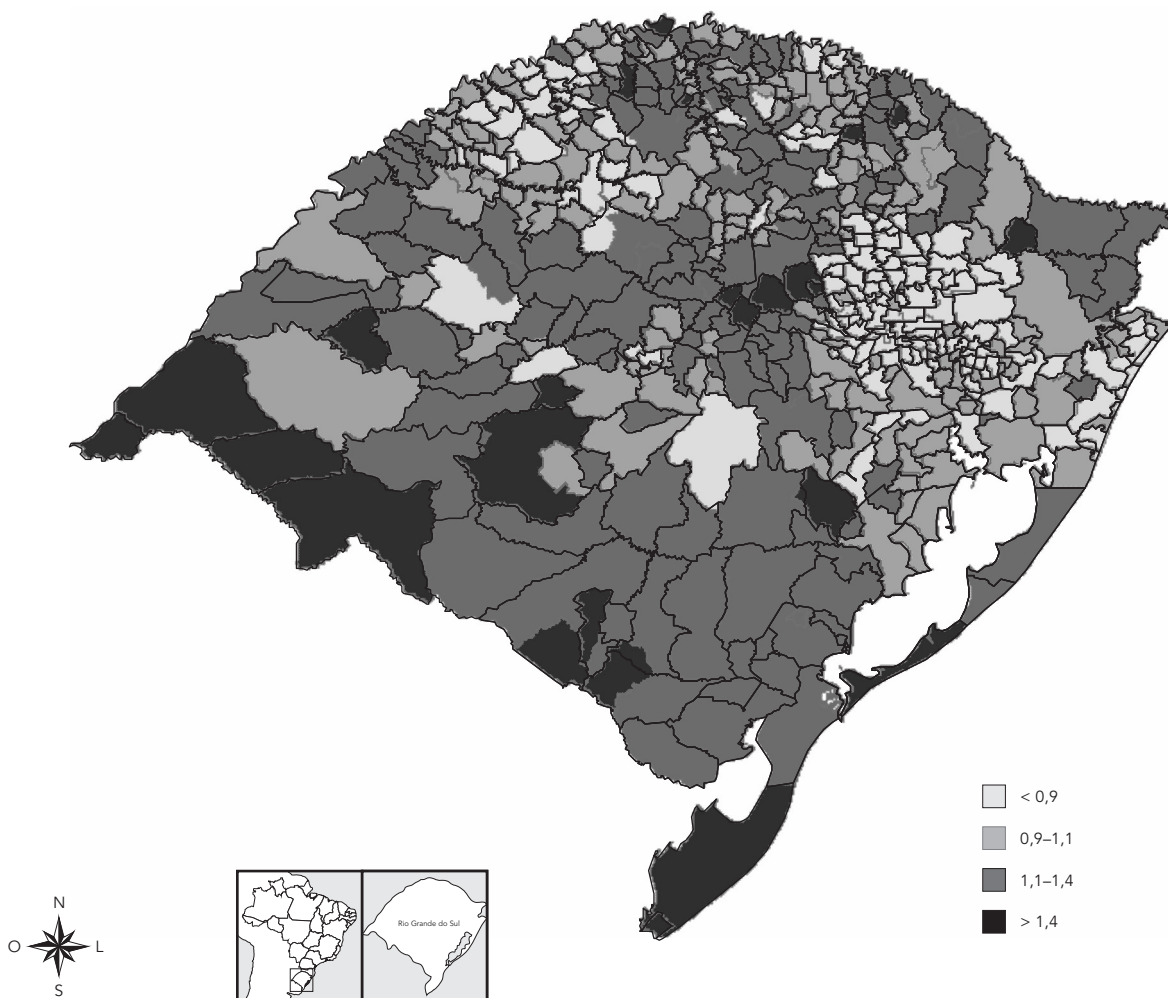 < 0,9
0,9–1,1
1,1–1,4
> 1,4
Rio Grande do Sul
N
O
L
S